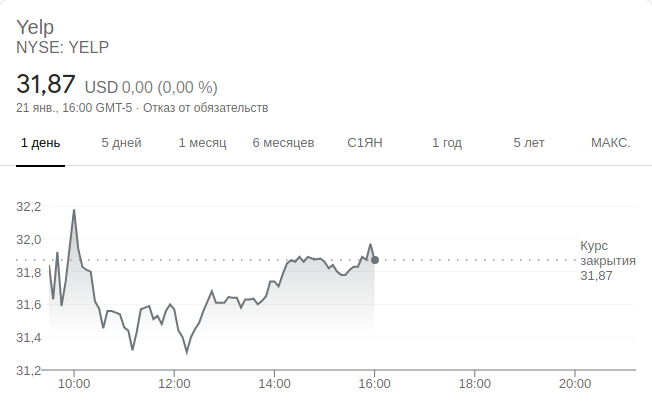 Yelp
NYSE: YELP
31,87 USD 0,00 (0,00 %)
21 янв., 16:00 GMT-5 · Отказ от обязательств
1 день 5 дней 1 месяц 6 месяцев С1ЯН 1 год 5 лет МАКС.
32,2
32,0
Курс
закрытия
31,87
31,8
31,6
31,4
31,2
10:00 12:00 14:00 16:00 18:00 20:00